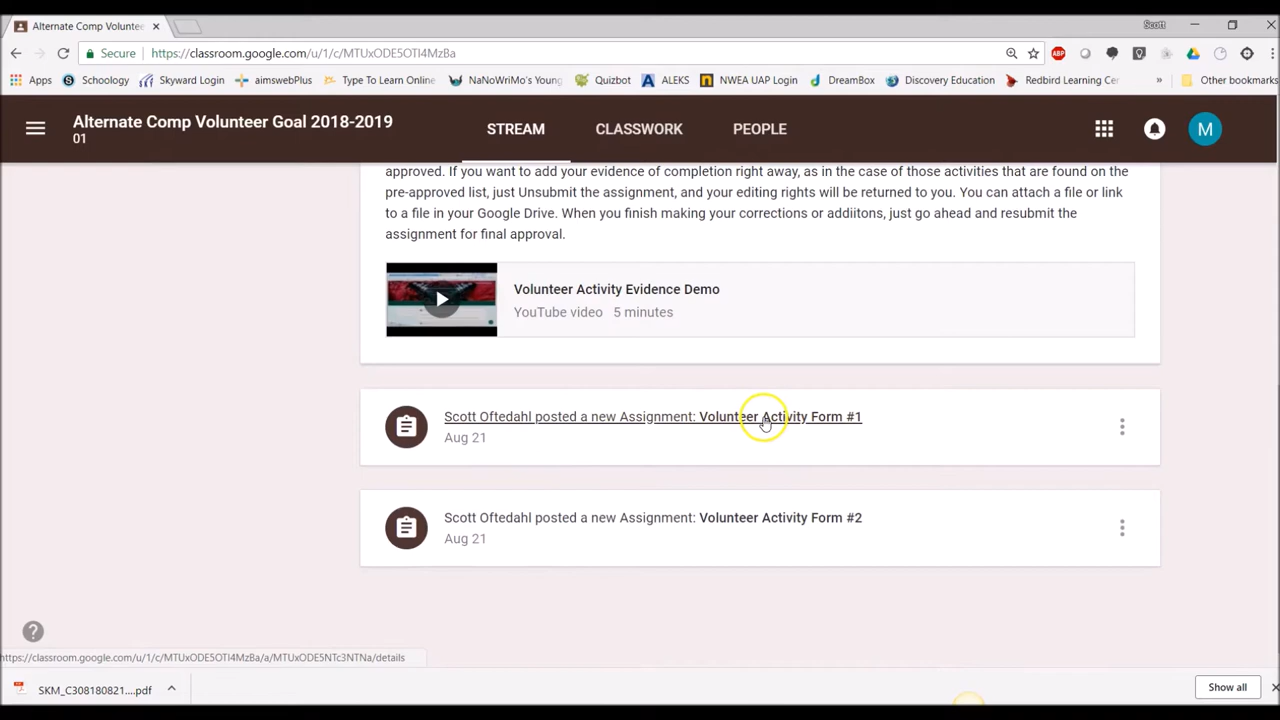 Alternate Comp Voluntee
Scott
Secure
https://classroom.google.com/u/1/c/MTUxODE5OTI4MzBa
ABP
Apps
Schoology
Skyward Login
aimswebPlus
Type To Learn Online
NaNoWriMo's Young
Quizbot
ALEKS
NWEA UAP Login
DreamBox
Discovery Education
Redbird Learning Cer
»
Other bookmarks
Alternate Comp Volunteer Goal 2018-2019
01
STREAM
CLASSWORK
PEOPLE
M
approved. If you want to add your evidence of completion right away, as in the case of those activities that are found on the
pre-approved list, just Unsubmit the assignment, and your editing rights will be returned to you. You can attach a file or link
to a file in your Google Drive. When you finish making your corrections or addiitons, just go ahead and resubmit the
assignment for final approval.
Volunteer Activity Evidence Demo
YouTube video 5 minutes
Scott Oftedahl posted a new Assignment: Volunteer Activity Form #1
Aug 21
Scott Oftedahl posted a new Assignment: Volunteer Activity Form #2
Aug 21
?
https://classroom.google.com/u/1/c/MTUxODE5OTI4MzBa/a/MTUxODE5NTc3NTNa/details
SKM_C308180821....pdf
Show all